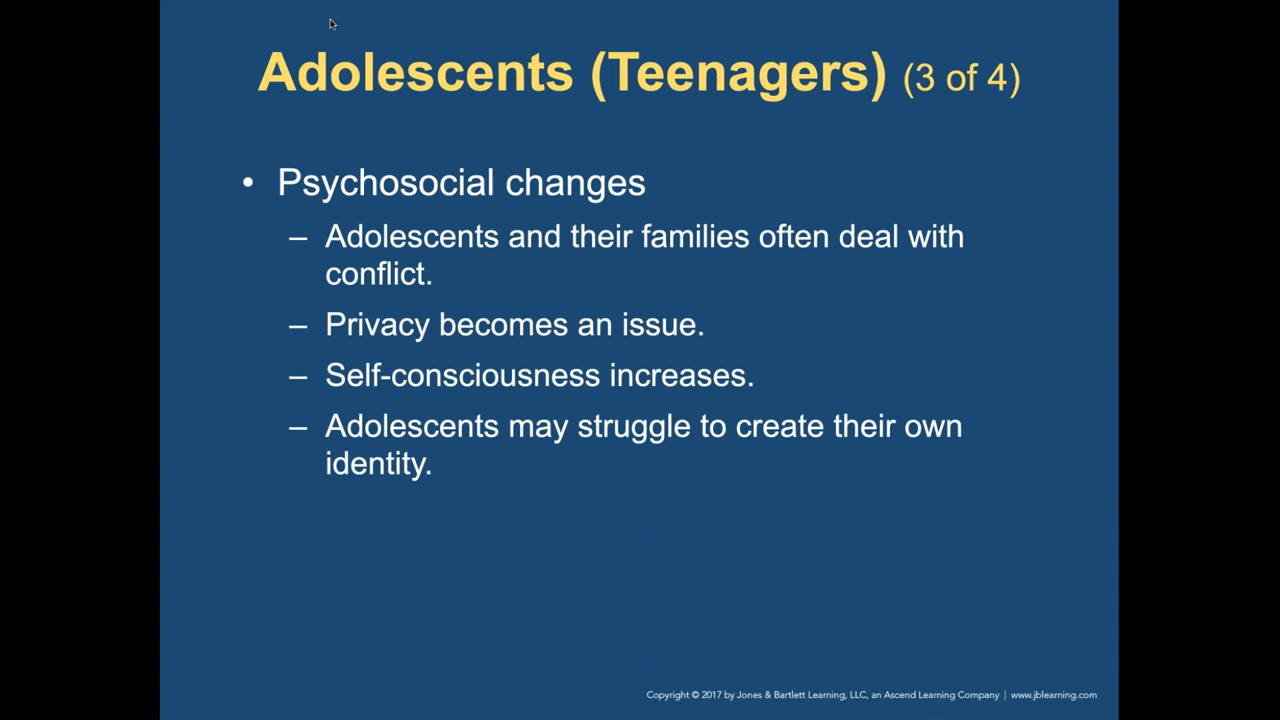 Adolescents (Teenagers) (3 of 4)
• Psychosocial changes
– Adolescents and their families often deal with
conflict.
– Privacy becomes an issue.
– Self-consciousness increases.
– Adolescents may struggle to create their own
identity.
Copyright © 2017 by Jones & Bartlett Learning, LLC, an Ascend Learning Company | www.jblearning.com